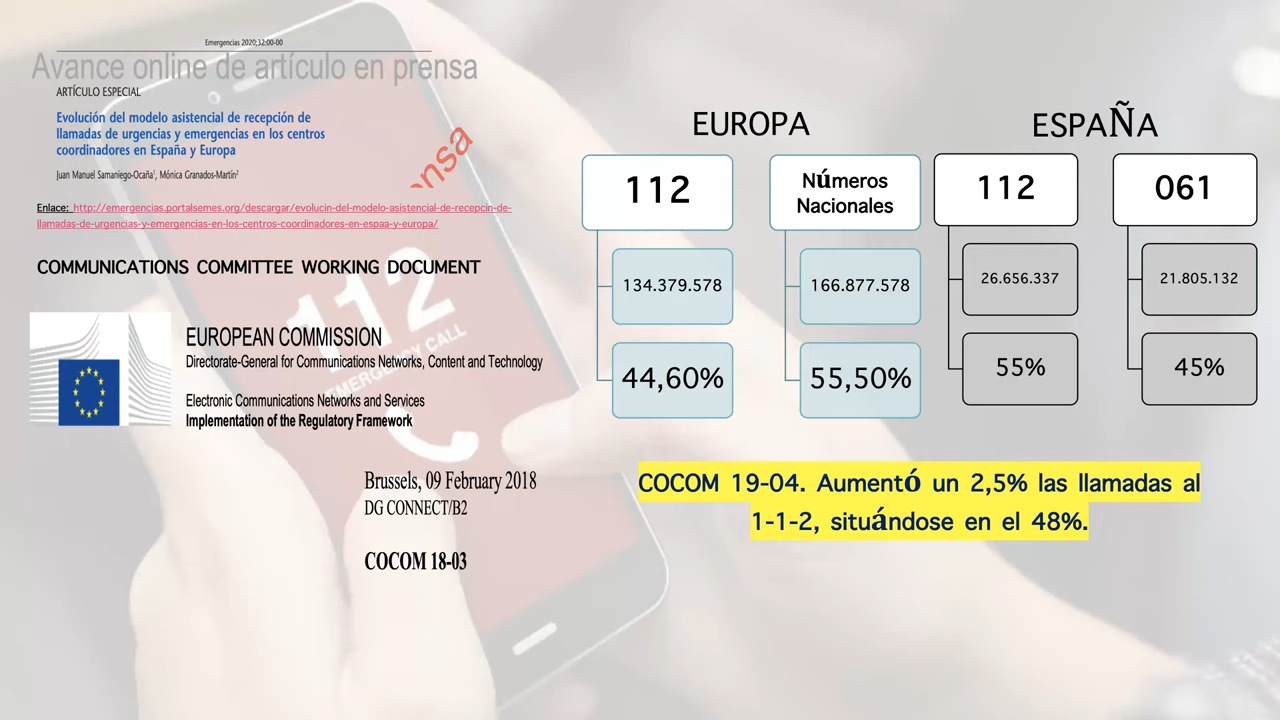 Emergencias 2020;32:00-00
Avance online de artículo en prensa
ARTÍCULO ESPECIAL
Evolución del modelo asistencial de recepción de
llamadas de urgencias y emergencias en los centros
coordinadores en España y Europa
Juan Manuel Samaniego-Ocaña¹, Mónica Granados-Martín²
Enlace: http://emergencias.portalsemes.org/descargar/evolucin-del-modelo-asistencial-de-recepcin-de-
llamadas-de-urgencias-y-emergencias-en-los-centros-coordinadores-en-espaa-y-europa/
COMMUNICATIONS COMMITTEE WORKING DOCUMENT
EUROPEAN COMMISSION
Directorate-General for Communications Networks, Content and Technology
Electronic Communications Networks and Services
Implementation of the Regulatory Framework
Brussels, 09 February 2018
DG CONNECT/B2
COCOM 18-03
112
EMERGENCY CALL
EUROPA
112
Números
Nacionales
134.379.578
166.877.578
44,60%
55,50%
ESPAÑA
112
061
26.656.337
21.805.132
55%
45%
COCOM 19-04. Aumentó un 2,5% las llamadas al
1-1-2, situándose en el 48%.